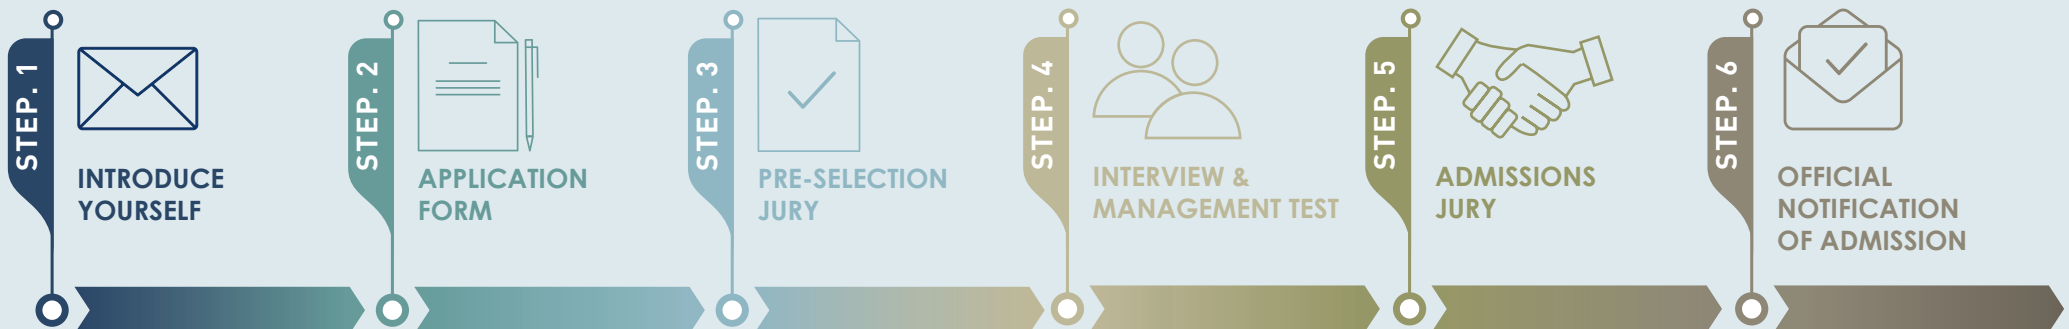 STEP. 1
INTRODUCE
YOURSELF
STEP. 2
APPLICATION
FORM
STEP. 3
PRE-SELECTION
JURY
STEP. 4
INTERVIEW &
MANAGEMENT TEST
STEP. 5
ADMISSIONS
JURY
STEP. 6
OFFICIAL
NOTIFICATION
OF ADMISSION